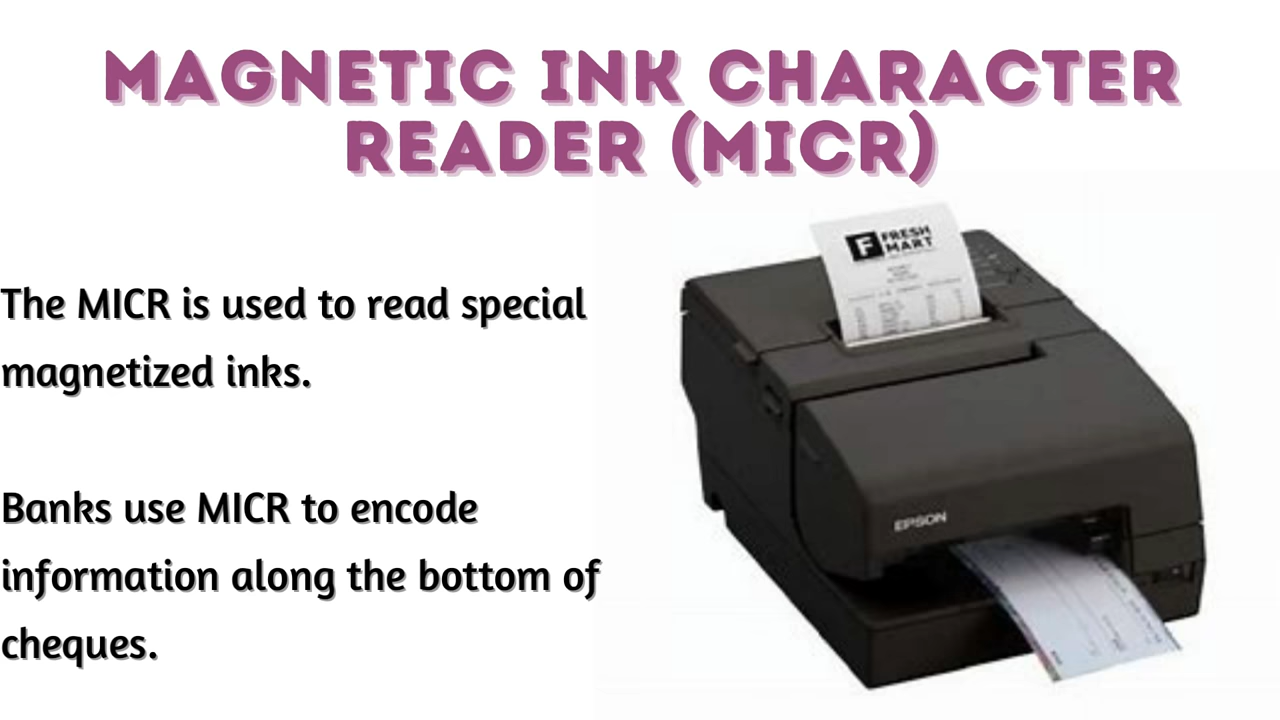 MAGNETIC INK CHARACTER
READER (MICR)
The MICR is used to read special
magnetized inks.
Banks use MICR to encode
information along the bottom of
cheques.
F FRESH
MART
EPSON